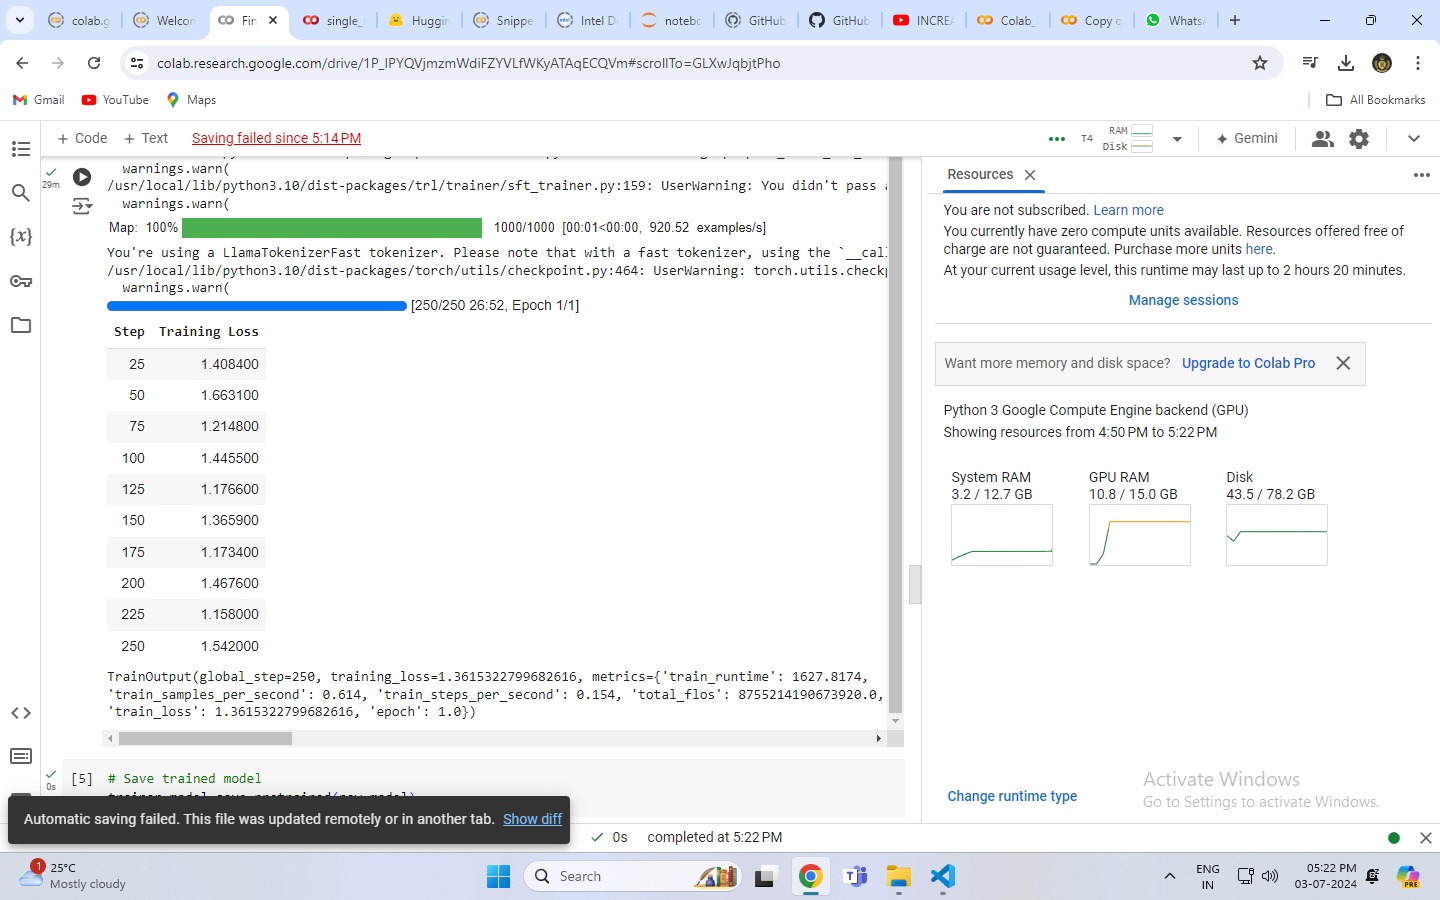 colab.g
Welcon
Fin
single_
Huggin
Snippe
Intel D
notebo
GitHub
GitHub
INCREA
Colab_
Copy o
Whats
colab.research.google.com/drive/1P_lPYQVjmzmWdiFZYVLfWKyATAqECQVm#scrollTo=GLXwJqbjtPho
Gmail
YouTube
Maps
All Bookmarks
+ Code
+ Text
Saving failed since 5:14 PM
T4
RAM
Disk
Gemini
29m
warnings.warn(
/usr/local/lib/python3.10/dist-packages/trl/trainer/sft_trainer.py:159: UserWarning: You didn't pass a
warnings.warn(
Map: 100% 1000/1000 [00:01<00:00, 920.52 examples/s]
You're using a LlamaTokenizerFast tokenizer. Please note that with a fast tokenizer, using the `__cal
/usr/local/lib/python3.10/dist-packages/torch/utils/checkpoint.py:464: UserWarning: torch.utils.checkp
warnings.warn(
[250/250 26:52, Epoch 1/1]
Step Training Loss
25 1.408400
50 1.663100
75 1.214800
100 1.445500
125 1.176600
150 1.365900
175 1.173400
200 1.467600
225 1.158000
250 1.542000
TrainOutput(global_step=250, training_loss=1.3615322799682616, metrics={'train_runtime': 1627.8174,
'train_samples_per_second': 0.614, 'train_steps_per_second': 0.154, 'total_flos': 8755214190673920.0,
'train_loss': 1.3615322799682616, 'epoch': 1.0})
[5] # Save trained model
0s
Automatic saving failed. This file was updated remotely or in another tab. Show diff
Resources
You are not subscribed. Learn more
You currently have zero compute units available. Resources offered free of
charge are not guaranteed. Purchase more units here.
At your current usage level, this runtime may last up to 2 hours 20 minutes.
Manage sessions
Want more memory and disk space? Upgrade to Colab Pro
Python 3 Google Compute Engine backend (GPU)
Showing resources from 4:50 PM to 5:22 PM
System RAM
3.2 / 12.7 GB
GPU RAM
10.8 / 15.0 GB
Disk
43.5 / 78.2 GB
Activate Windows
Go to Settings to activate Windows.
Change runtime type
0s completed at 5:22 PM
1
25°C
Mostly cloudy
Search
ENG
IN
05:22 PM
03-07-2024
PRE